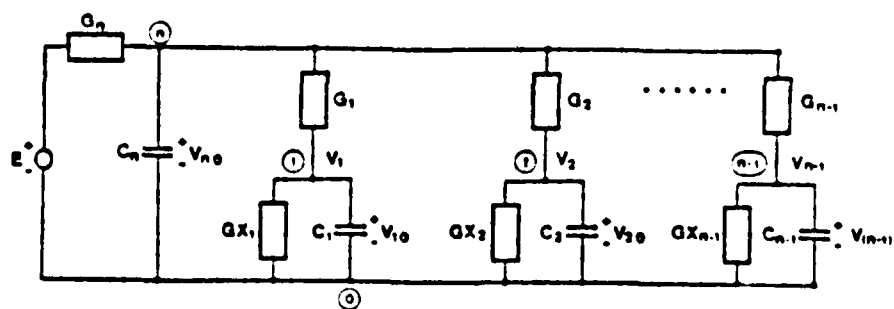 Gn n
G1 G2 ...... Gn-1
E + - Cn + - Vn0 1 V1 2 V2 n-1 Vn-1
GX1 C1 + - V10 GX2 C2 + - V20 GXn-1 Cn-1 + - V(n-1)
0